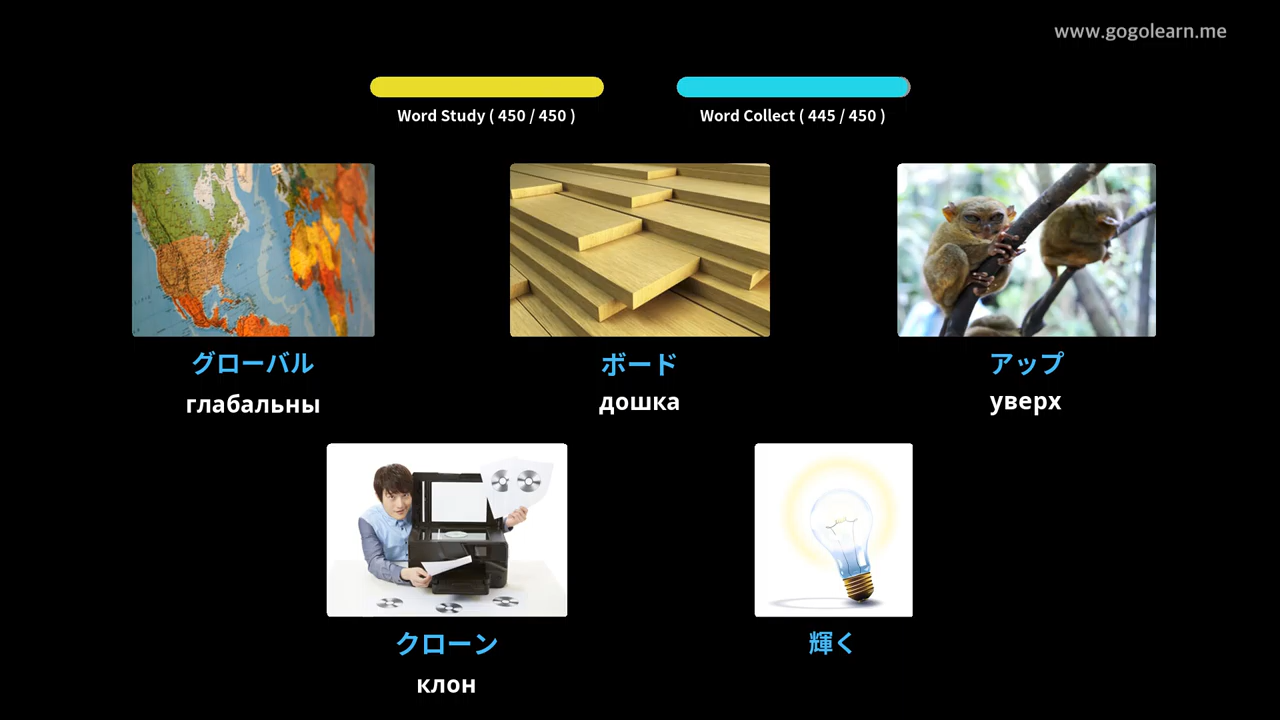 www.gogolearn.me
Word Study ( 450 / 450 )
Word Collect ( 445 / 450 )
グローバル
ボード
アップ
глабальны
дошка
уверх
クローン
輝く
клон